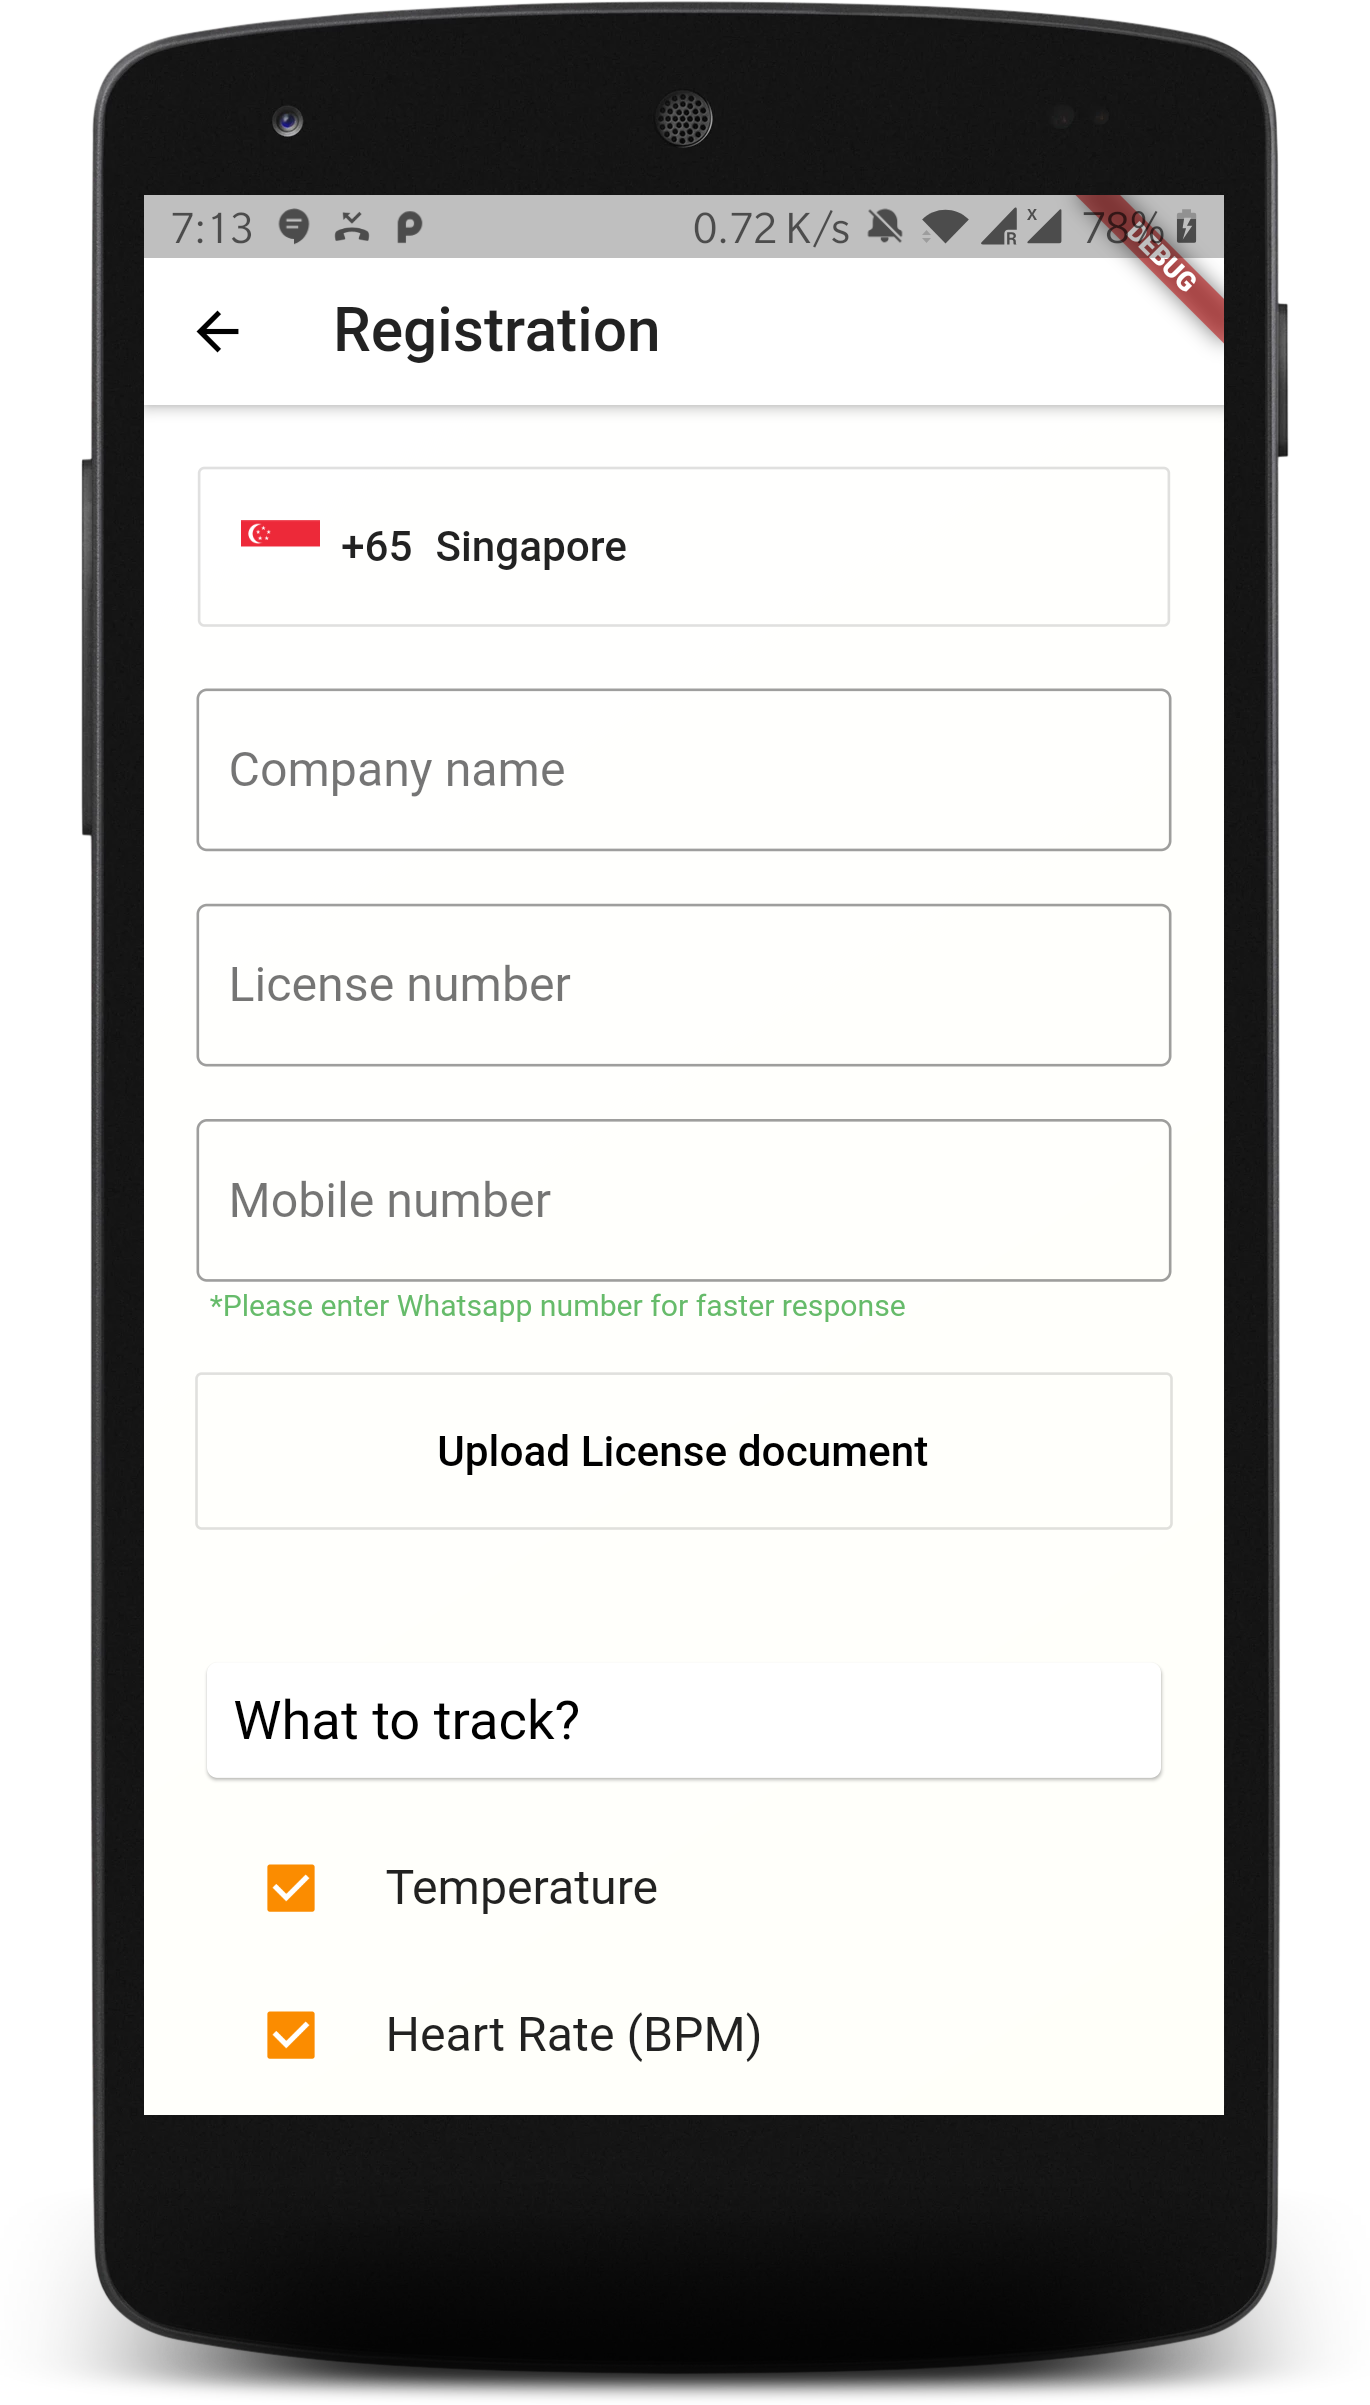 7:13 0.72 K/s R x 78%
DEBUG
Registration
+65 Singapore
Company name
License number
Mobile number
*Please enter Whatsapp number for faster response
Upload License document
What to track?
Temperature
Heart Rate (BPM)